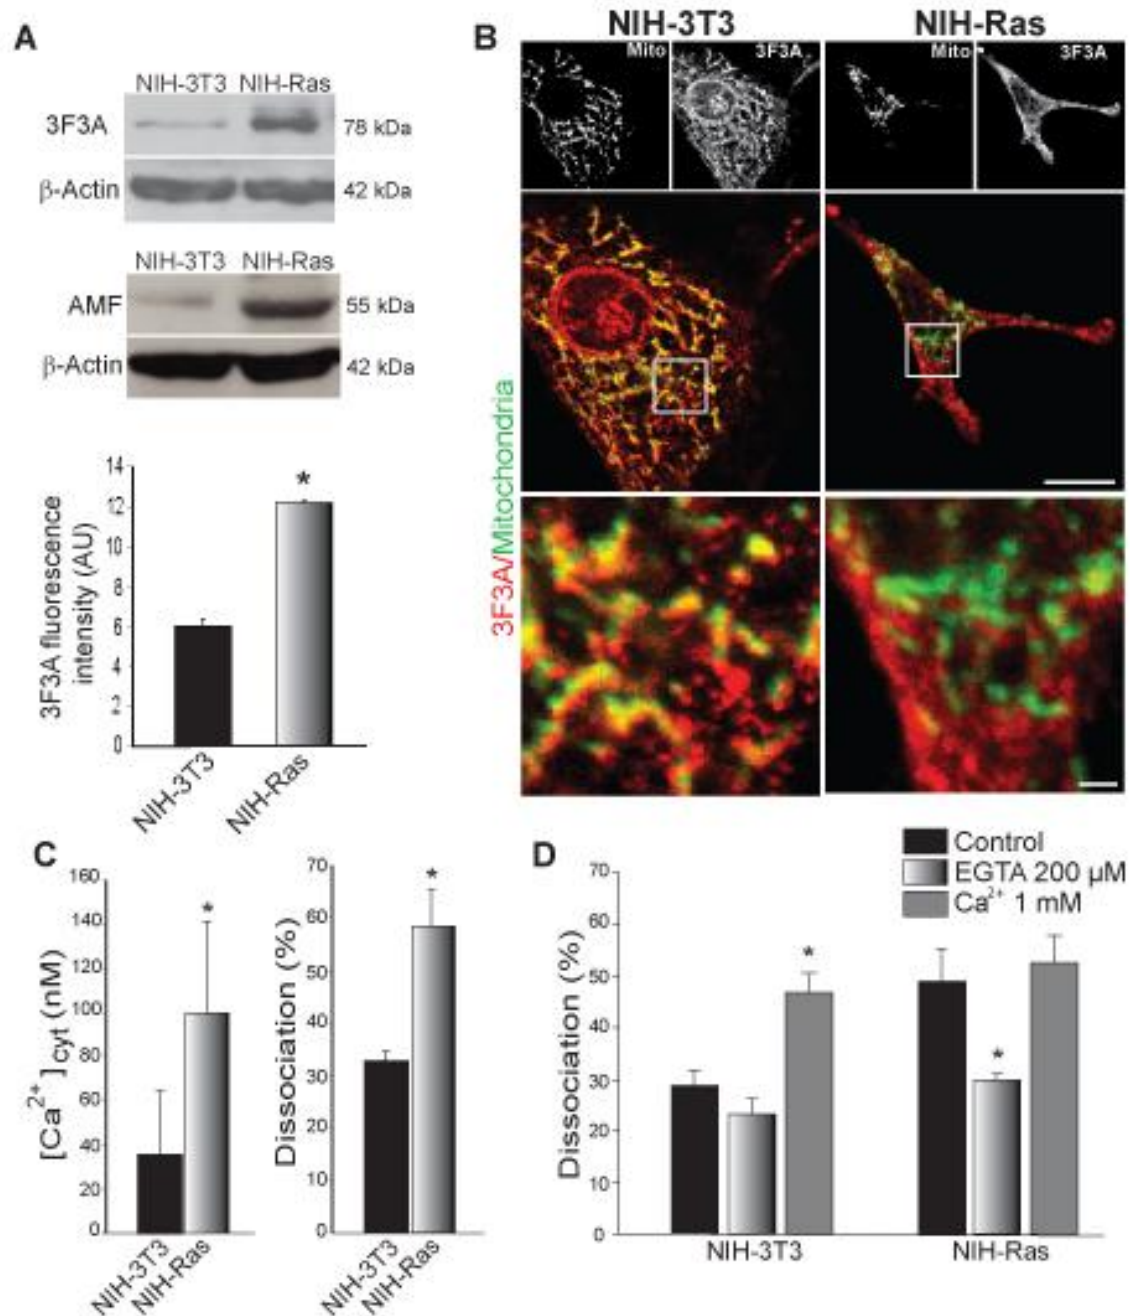 A
NIH-3T3 NIH-Ras
3F3A 78 kDa
β-Actin 42 kDa
NIH-3T3 NIH-Ras
AMF 55 kDa
β-Actin 42 kDa
3F3A fluorescence
intensity (AU)
14
12
10
8
6
4
2
0
*
NIH-3T3
NIH-Ras
B
NIH-3T3 NIH-Ras
Mito 3F3A Mito 3F3A
3F3A/Mitochondria
C
[Ca²⁺]cyt (nM)
160
140
120
100
80
60
40
20
0
*
NIH-3T3
NIH-Ras
Dissociation (%)
70
60
50
40
30
20
10
0
*
NIH-3T3
NIH-Ras
D
Control
EGTA 200 µM
Ca²⁺ 1 mM
Dissociation (%)
70
60
50
40
30
20
10
0
*
*
NIH-3T3 NIH-Ras